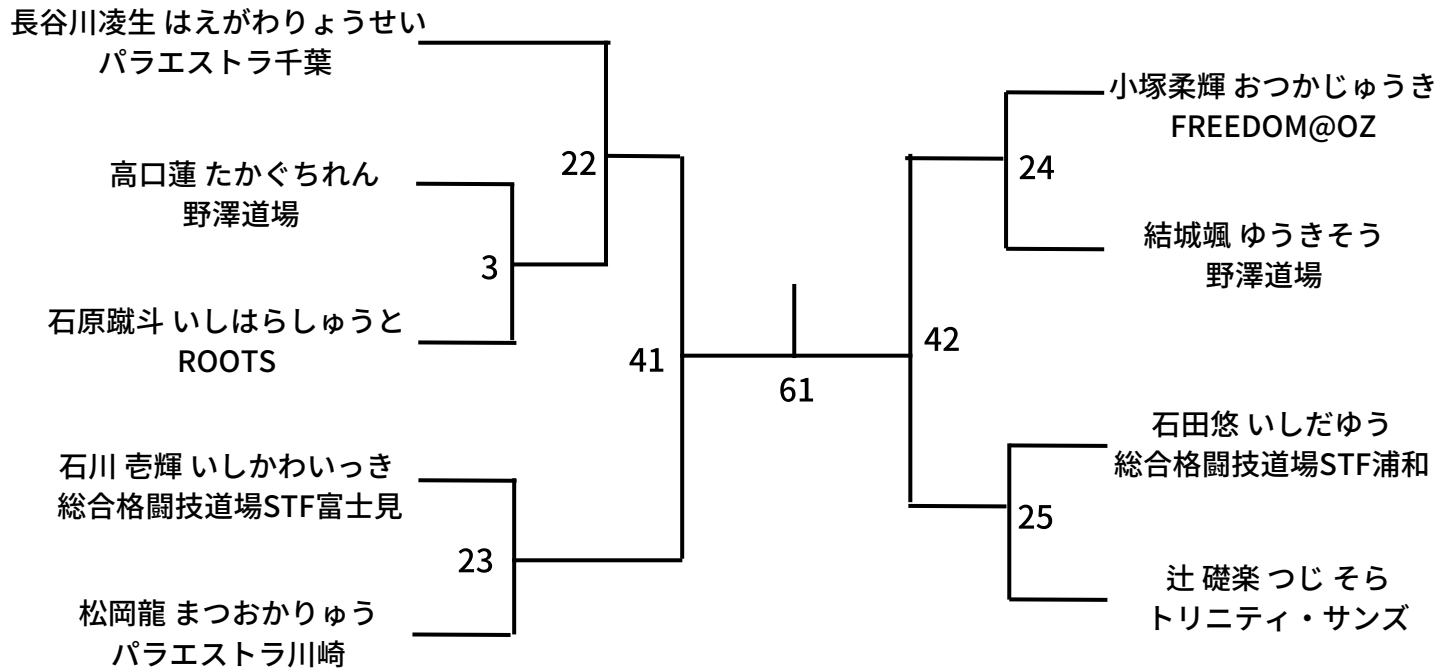 長谷川凌生 はえがわりょうせい
パラエストラ千葉
高口蓮 たかぐちれん
野澤道場
22
3
石原蹴斗 いしはらしゅうと
ROOTS
41
石川 壱輝 いしかわいっき
総合格闘技道場STF富士見
23
松岡龍 まつおかりゅう
パラエストラ川崎
61
小塚柔輝 おつかじゅうき
FREEDOM@OZ
24
結城颯 ゆうきそう
野澤道場
42
石田悠 いしだゆう
総合格闘技道場STF浦和
25
辻 礎楽 つじ そら
トリニティ・サンズ